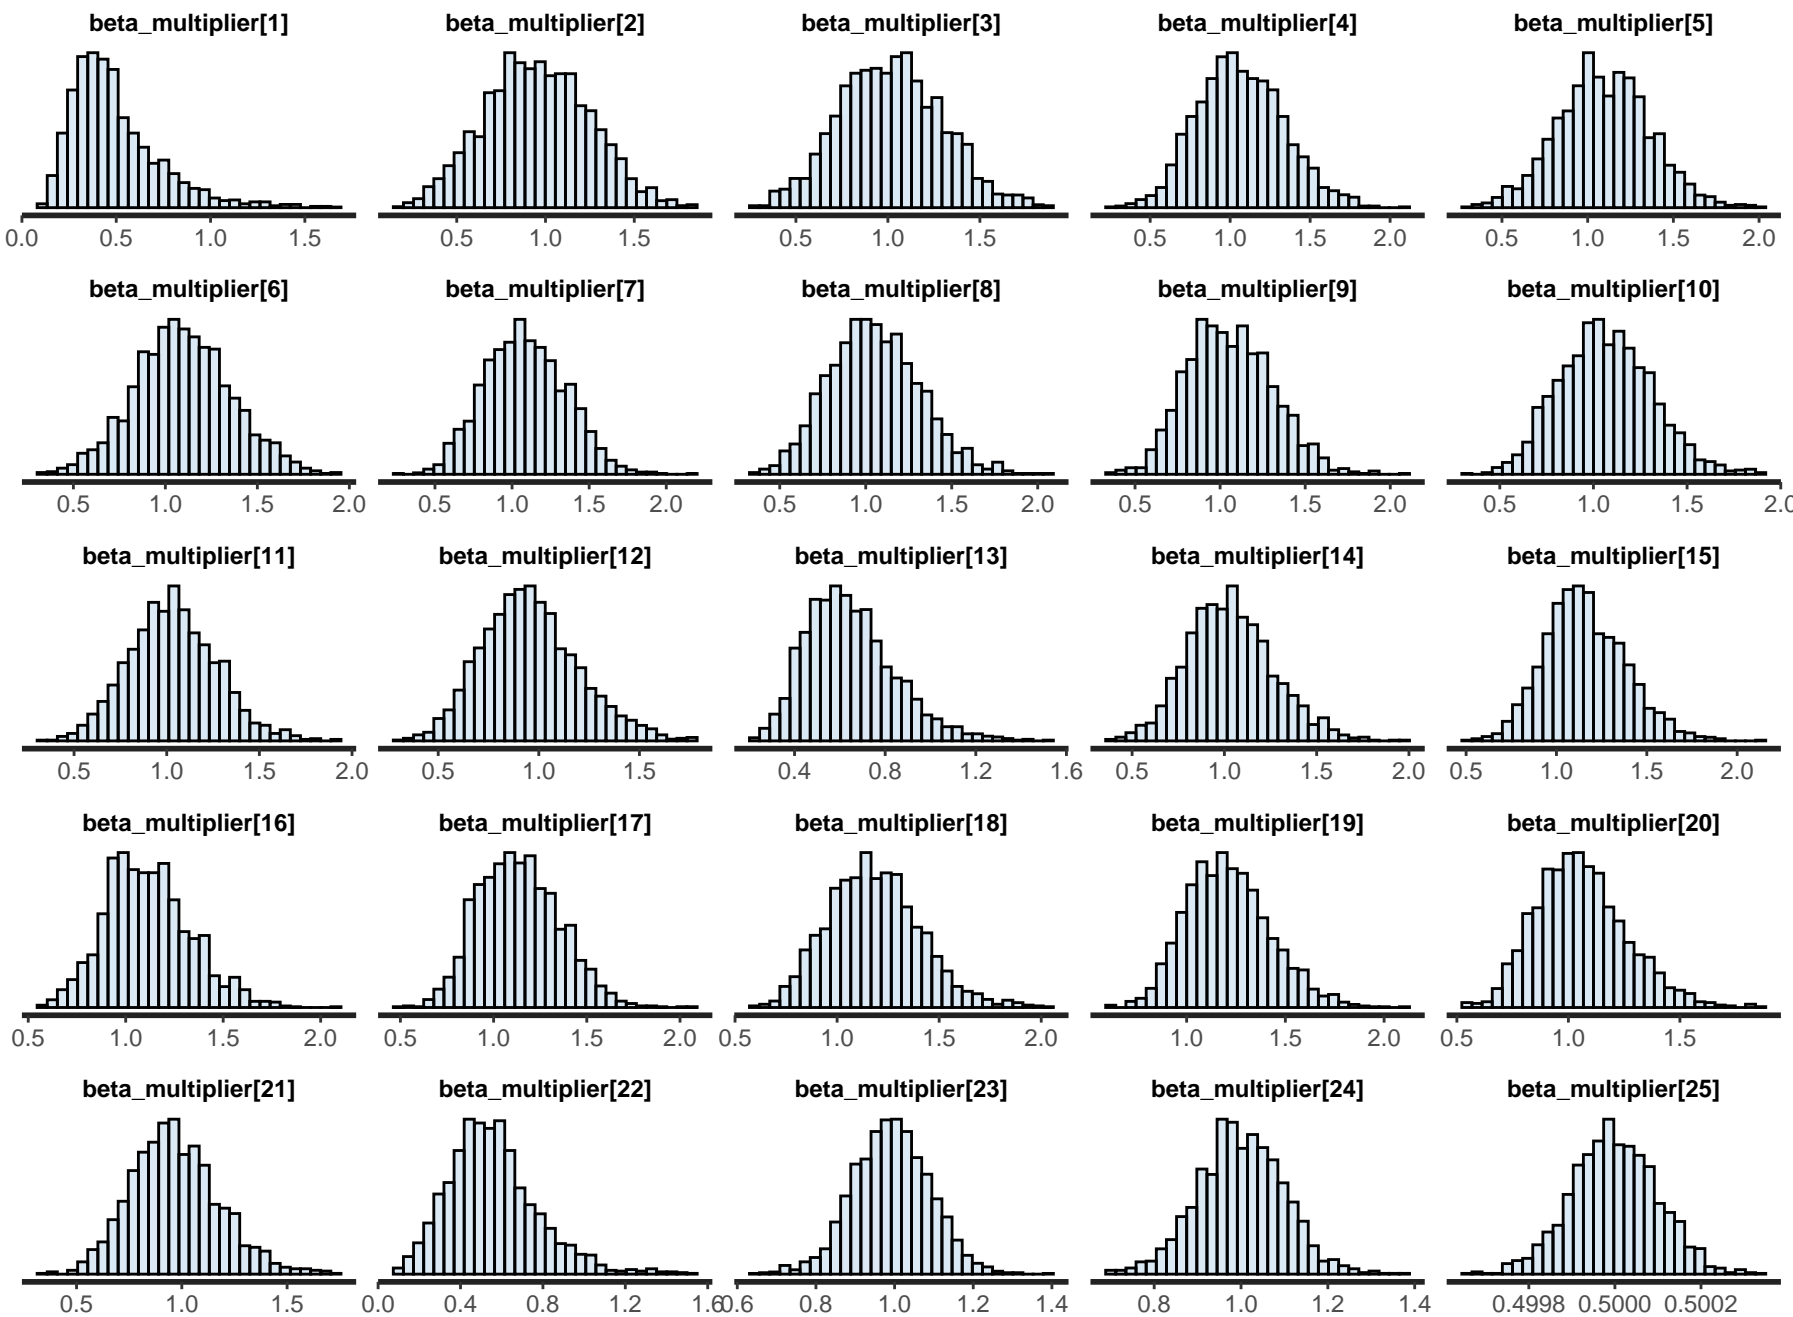 beta_multiplier[1] beta_multiplier[2] beta_multiplier[3] beta_multiplier[4] beta_multiplier[5]
0.0 0.5 1.0 1.5 0.5 1.0 1.5 0.5 1.0 1.5 0.5 1.0 1.5 2.0 0.5 1.0 1.5 2.0
beta_multiplier[6] beta_multiplier[7] beta_multiplier[8] beta_multiplier[9] beta_multiplier[10]
0.5 1.0 1.5 2.0 0.5 1.0 1.5 2.0 0.5 1.0 1.5 2.0 0.5 1.0 1.5 2.0 0.5 1.0 1.5 2.0
beta_multiplier[11] beta_multiplier[12] beta_multiplier[13] beta_multiplier[14] beta_multiplier[15]
0.5 1.0 1.5 2.0 0.5 1.0 1.5 0.4 0.8 1.2 1.6 0.5 1.0 1.5 2.0 0.5 1.0 1.5 2.0
beta_multiplier[16] beta_multiplier[17] beta_multiplier[18] beta_multiplier[19] beta_multiplier[20]
0.5 1.0 1.5 2.0 0.5 1.0 1.5 2.0 0.5 1.0 1.5 2.0 1.0 1.5 2.0 0.5 1.0 1.5
beta_multiplier[21] beta_multiplier[22] beta_multiplier[23] beta_multiplier[24] beta_multiplier[25]
0.5 1.0 1.5 0.0 0.4 0.8 1.2 1.6 0.6 0.8 1.0 1.2 1.4 0.8 1.0 1.2 1.4 0.4998 0.5000 0.5002